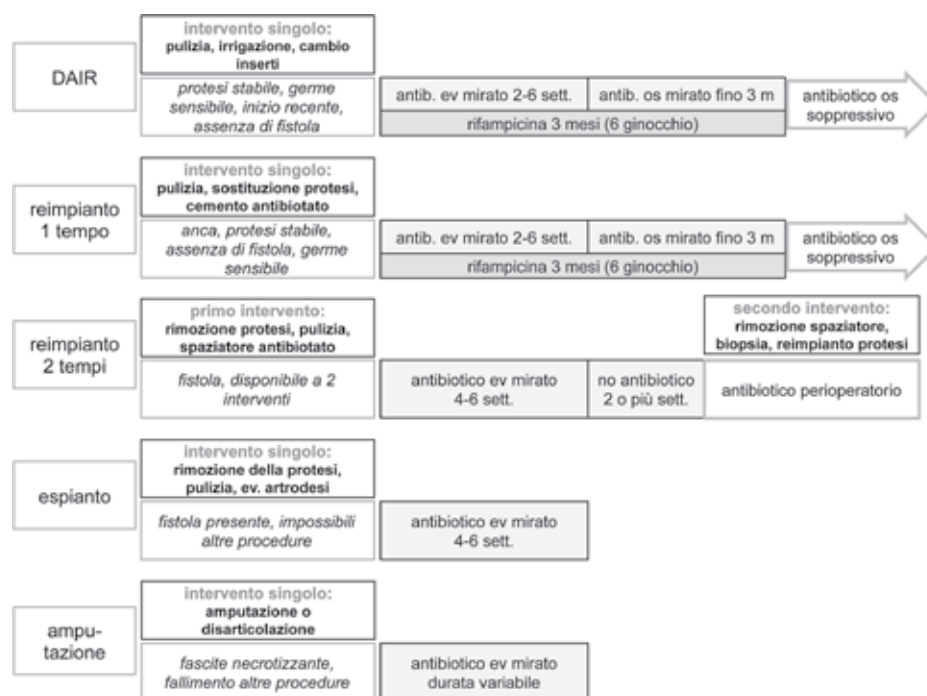 DAIR
intervento singolo:
pulizia, irrigazione, cambio
inserti
protesi stabile, germe
sensibile, inizio recente,
assenza di fistola
antib. ev mirato 2-6 sett.
antib. os mirato fino 3 m
rifampicina 3 mesi (6 ginocchio)
antibiotico os
soppressivo
reimpianto
1 tempo
intervento singolo:
pulizia, sostituzione protesi,
cemento antibiotato
anca, protesi stabile,
assenza di fistola, germe
sensibile
antib. ev mirato 2-6 sett.
antib. os mirato fino 3 m
rifampicina 3 mesi (6 ginocchio)
antibiotico os
soppressivo
reimpianto
2 tempi
primo intervento:
rimozione protesi, pulizia,
spaziatore antibiotato
fistola, disponibile a 2
interventi
antibiotico ev mirato
4-6 sett.
no antibiotico
2 o più sett.
secondo intervento:
rimozione spaziatore,
biopsia, reimpianto protesi
antibiotico perioperatorio
espianto
intervento singolo:
rimozione della protesi,
pulizia, ev. artrodesi
fistola presente, impossibili
altre procedure
antibiotico ev mirato
4-6 sett.
ampu-
tazione
intervento singolo:
amputazione o
disarticolazione
fascite necrotizzante,
fallimento altre procedure
antibiotico ev mirato
durata variabile